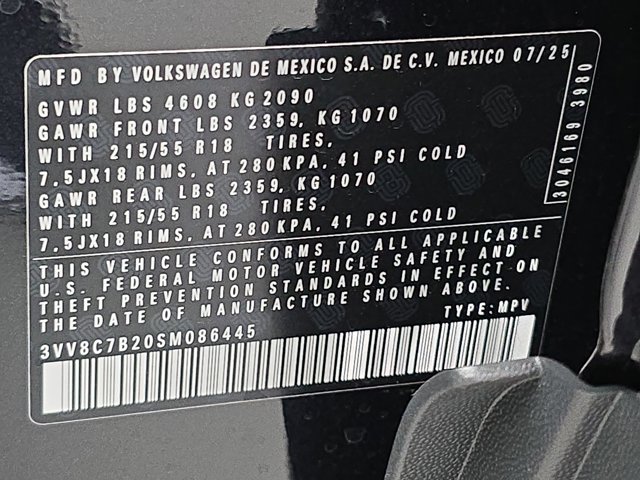 MFD BY VOLKSWAGEN DE MEXICO S.A. DE C.V. MEXICO 07/25
GVWR LBS 4608 KG 2090
GAWR FRONT LBS 2359, KG 1070
WITH 215/55 R18 TIRES,
7.5JX18 RIMS, AT 280 KPA, 41 PSI COLD
GAWR REAR LBS 2359, KG 1070
WITH 215/55 R18 TIRES,
7.5JX18 RIMS, AT 280 KPA, 41 PSI COLD
THIS VEHICLE CONFORMS TO ALL APPLICABLE
U.S. FEDERAL MOTOR VEHICLE SAFETY AND
THEFT PREVENTION STANDARDS IN EFFECT ON
THE DATE OF MANUFACTURE SHOWN ABOVE.
TYPE: MPV
3VV8C7B20SM086445
3046169 3980